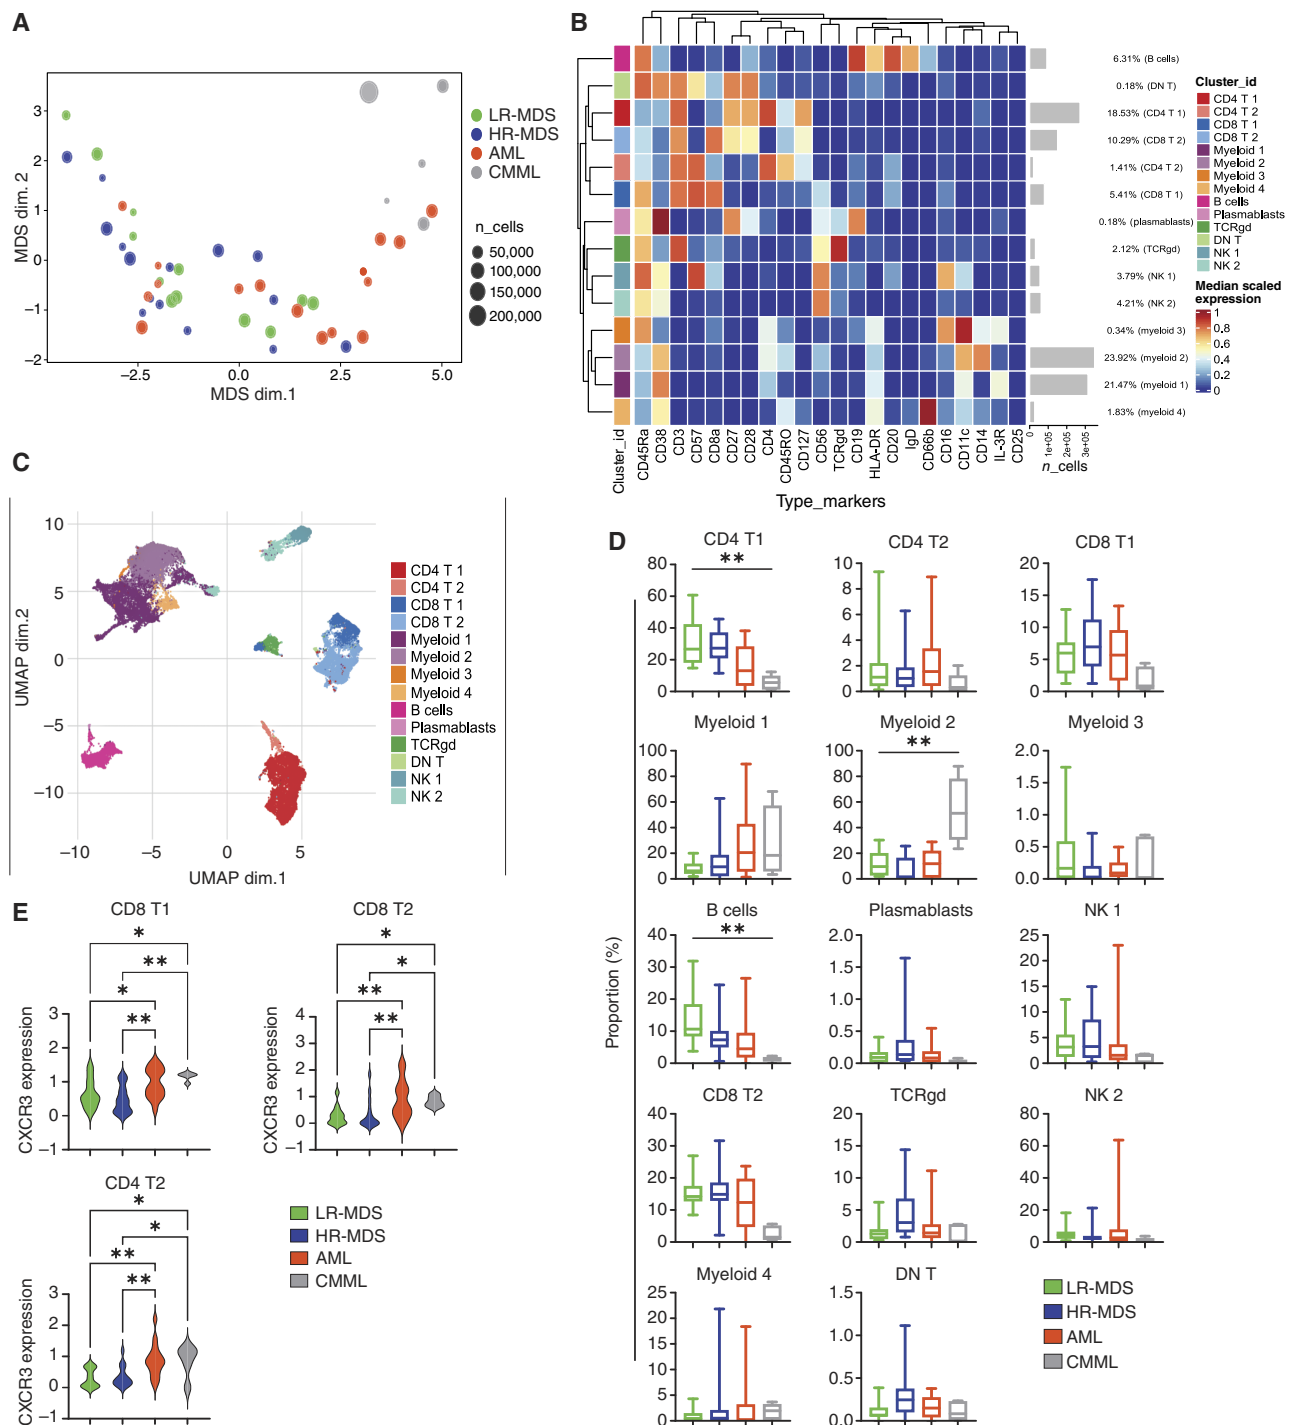 A
MDS dim. 2
3
2
1
0
−1
−2
−2.5
0.0
2.5
5.0
MDS dim.1
LR-MDS
HR-MDS
AML
CMML
n_cells
50,000
100,000
150,000
200,000
B
6.31% (B cells)
0.18% (DN T)
18.53% (CD4 T 1)
10.29% (CD8 T 2)
1.41% (CD4 T 2)
5.41% (CD8 T 1)
0.18% (plasmablasts)
2.12% (TCRgd)
3.79% (NK 1)
4.21% (NK 2)
0.34% (myeloid 3)
23.92% (myeloid 2)
21.47% (myeloid 1)
1.83% (myeloid 4)
Cluster_id
CD45Ra
CD38
CD3
CD57
CD8a
CD27
CD28
CD4
CD45RO
CD127
CD56
TCRgd
CD19
HLA-DR
CD20
IgD
CD66b
CD16
CD11c
CD14
IL-3R
CD25
0
1e+05
2e+05
3e+05
n_cells
Type_markers
Cluster_id
CD4 T 1
CD4 T 2
CD8 T 1
CD8 T 2
Myeloid 1
Myeloid 2
Myeloid 3
Myeloid 4
B cells
Plasmablasts
TCRgd
DN T
NK 1
NK 2
Median scaled
expression
1
0.8
0.6
0.4
0.2
0
C
UMAP dim.2
10
5
0
−5
−10
−10
−5
0
5
UMAP dim.1
CD4 T 1
CD4 T 2
CD8 T 1
CD8 T 2
Myeloid 1
Myeloid 2
Myeloid 3
Myeloid 4
B cells
Plasmablasts
TCRgd
DN T
NK 1
NK 2
D
Proportion (%)
CD4 T1
**
80
60
40
20
0
CD4 T2
10
8
6
4
2
0
CD8 T1
20
15
10
5
0
Myeloid 1
100
80
60
40
20
0
Myeloid 2
**
100
80
60
40
20
0
Myeloid 3
2.0
1.5
1.0
0.5
0.0
B cells
**
40
30
20
10
0
Plasmablasts
2.0
1.5
1.0
0.5
0.0
NK 1
25
20
15
10
5
0
CD8 T2
40
30
20
10
0
TCRgd
20
15
10
5
0
NK 2
80
60
40
20
0
Myeloid 4
25
20
15
10
5
0
DN T
1.5
1.0
0.5
0.0
LR-MDS
HR-MDS
AML
CMML
E
CD8 T1
*
**
*
**
CXCR3 expression
3
2
1
0
−1
CD8 T2
*
*
**
**
CXCR3 expression
4
3
2
1
0
−1
CD4 T2
*
*
**
**
CXCR3 expression
3
2
1
0
−1
LR-MDS
HR-MDS
AML
CMML